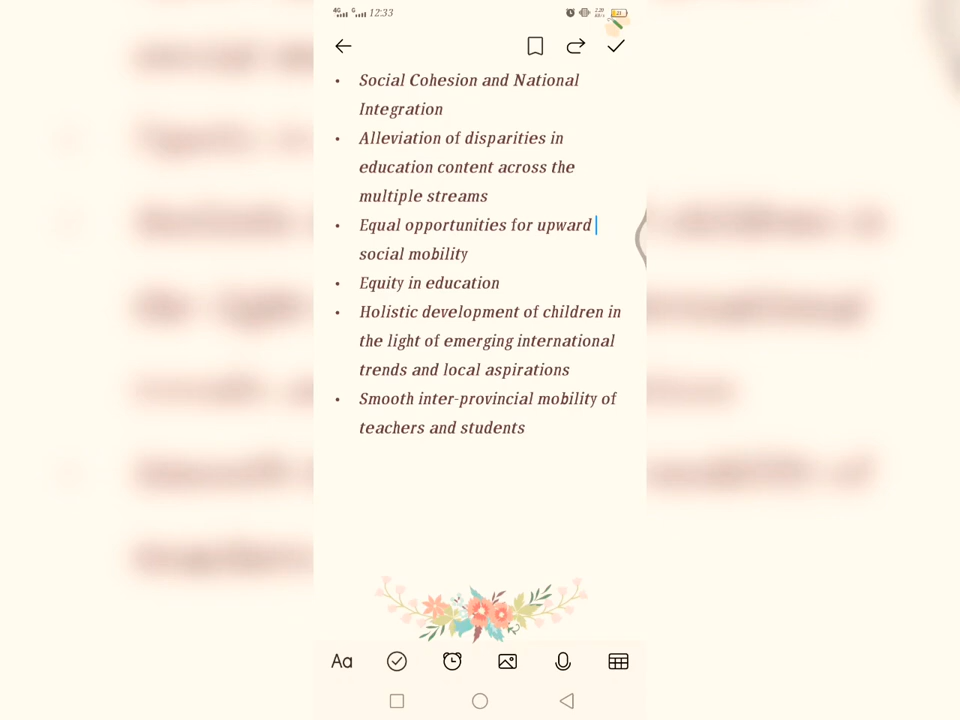 4G G 12:33
• Social Cohesion and National
Integration
• Alleviation of disparities in
education content across the
multiple streams
• Equal opportunities for upward
social mobility
• Equity in education
• Holistic development of children in
the light of emerging international
trends and local aspirations
• Smooth inter-provincial mobility of
teachers and students
Aa